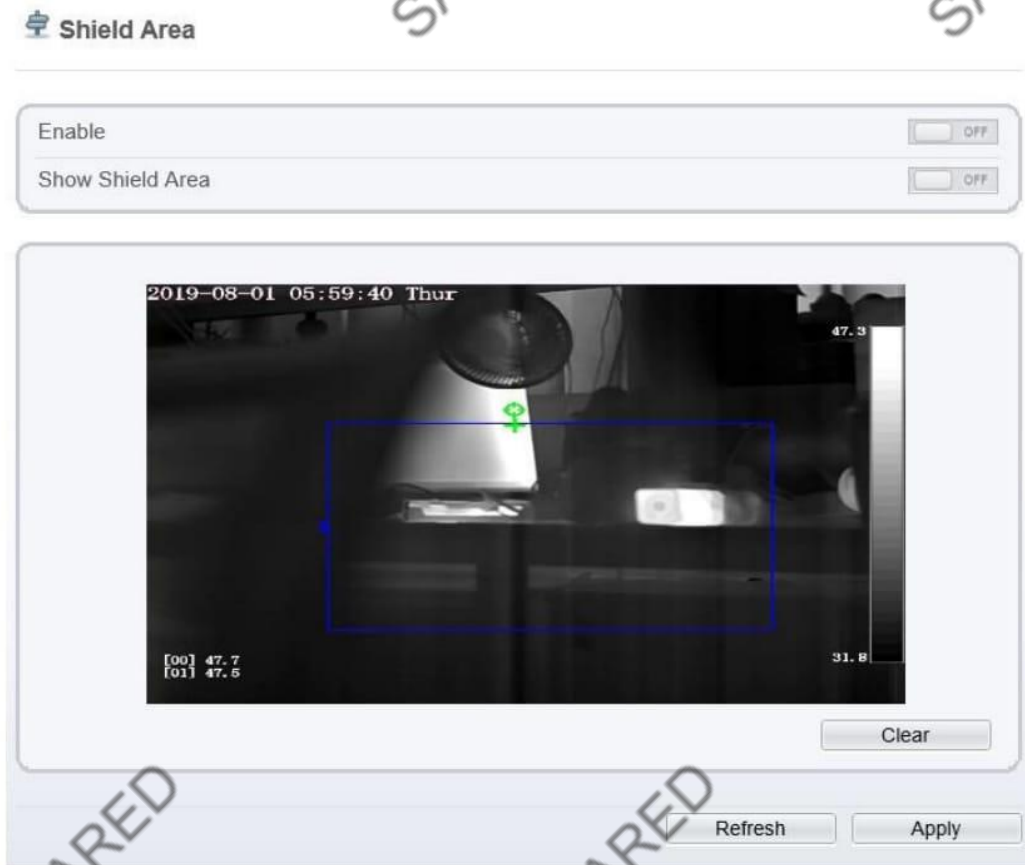 Shield Area
Enable
OFF
Show Shield Area
OFF
2019-08-01 05:59:40 Thur
47.3
31.8
[00] 47.7
[01] 47.5
Clear
Refresh
Apply